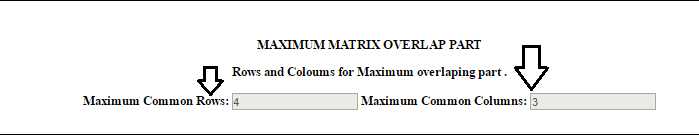 MAXIMUM MATRIX OVERLAP PART
Rows and Coloums for Maximum overlaping part .
Maximum Common Rows: 4 Maximum Common Columns: 3